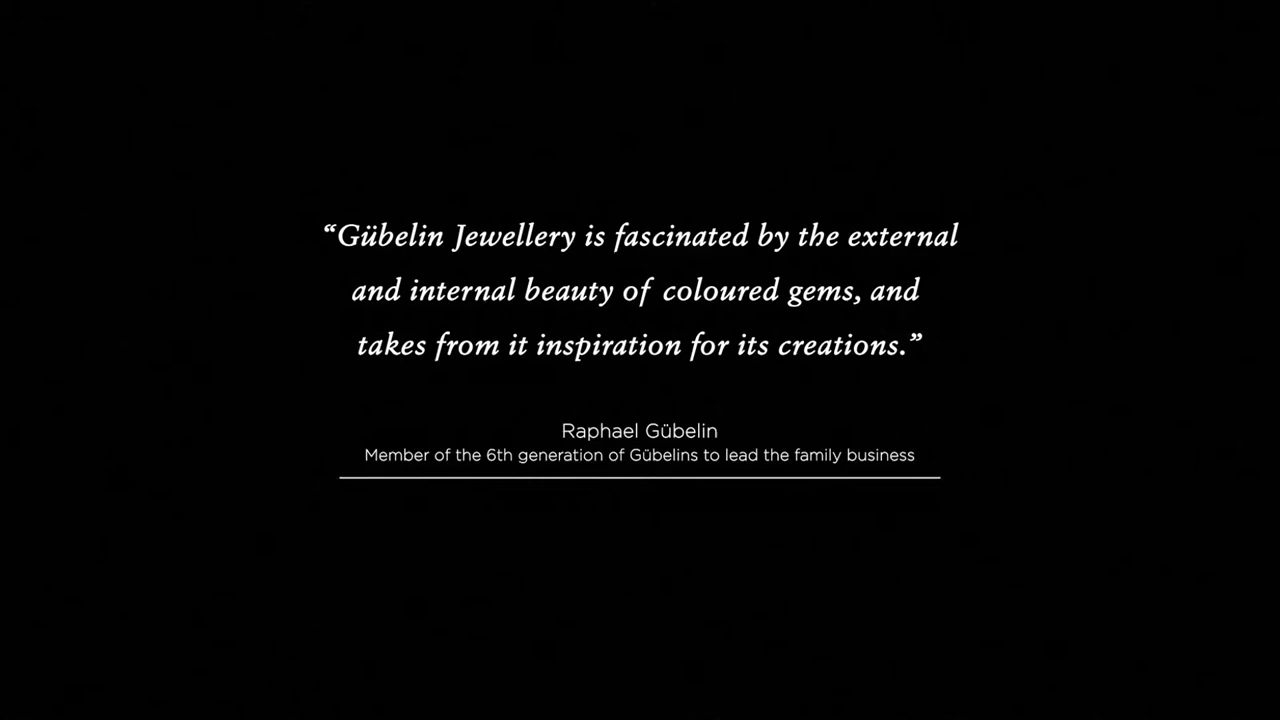 “Gübelin Jewellery is fascinated by the external
and internal beauty of coloured gems, and
takes from it inspiration for its creations.”
Raphael Gübelin
Member of the 6th generation of Gübelins to lead the family business